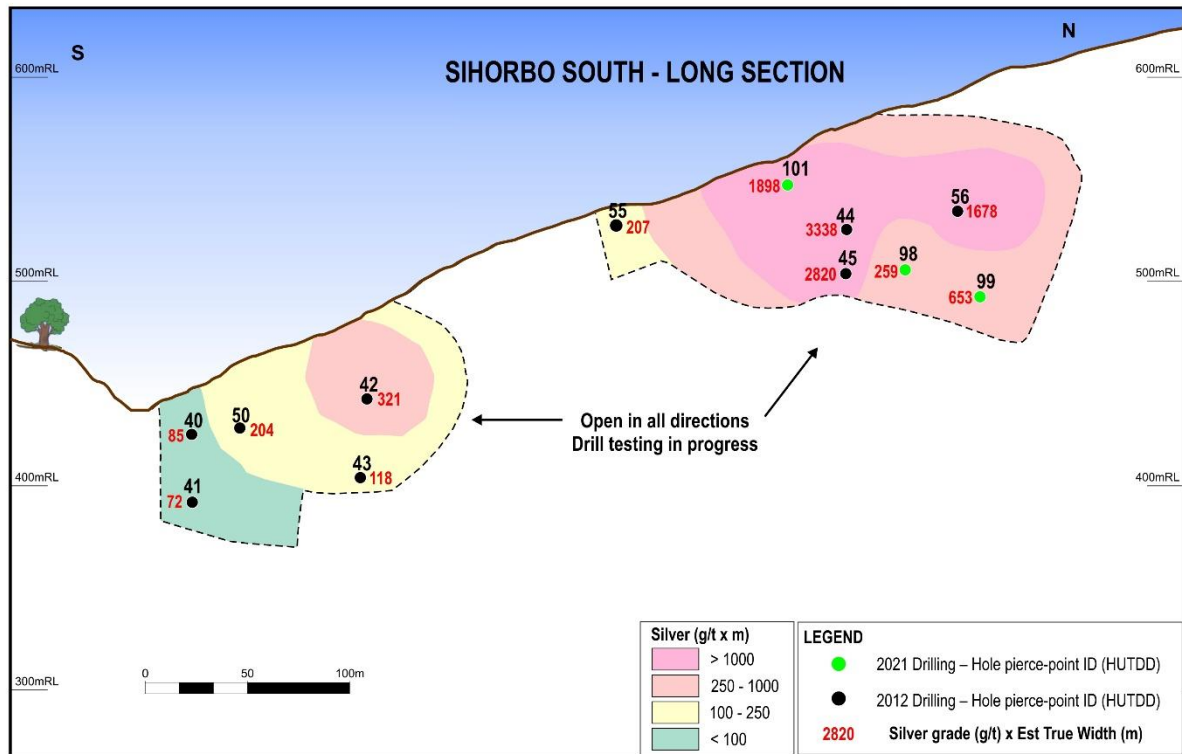 S
N
SIHORBO SOUTH - LONG SECTION
600mRL
600mRL
101
1898
56
1678
55
207
44
3338
45
2820
98
259
99
653
500mRL
500mRL
42
321
Open in all directions
Drill testing in progress
40
85
50
204
43
118
41
72
400mRL
400mRL
Silver (g/t x m)
> 1000
250 - 1000
100 - 250
< 100
LEGEND
2021 Drilling – Hole pierce-point ID (HUTDD)
2012 Drilling – Hole pierce-point ID (HUTDD)
2820 Silver grade (g/t) x Est True Width (m)
0 50 100m
300mRL
300mRL